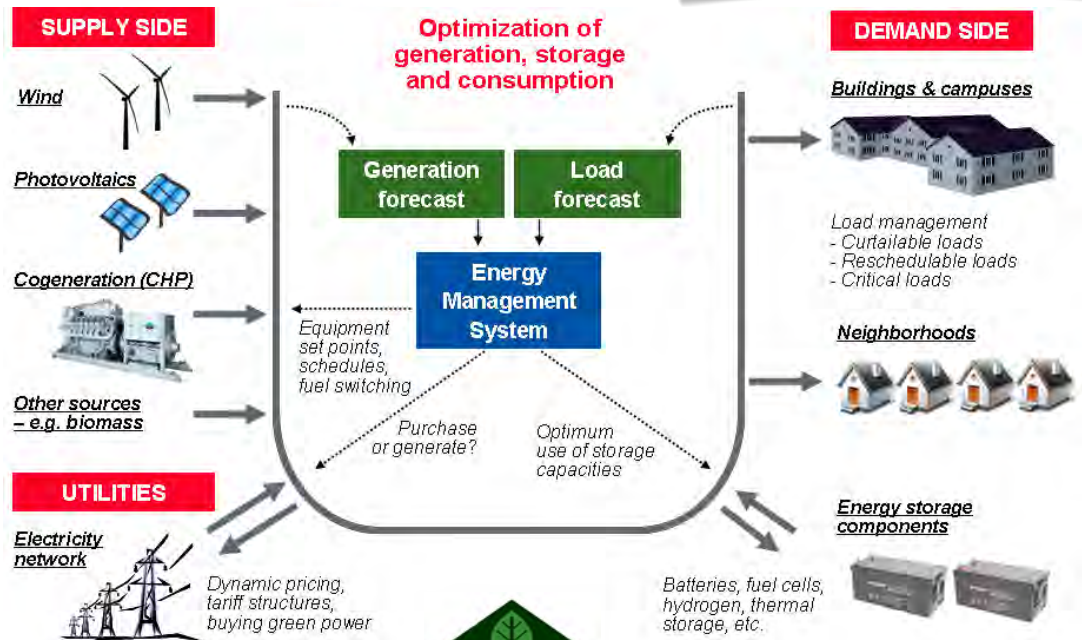 SUPPLY SIDE
Wind
Photovoltaics
Cogeneration (CHP)
Other sources
– e.g. biomass
UTILITIES
Electricity
network
Dynamic pricing,
tariff structures,
buying green power
Optimization of
generation, storage
and consumption
Generation
forecast
Load
forecast
Energy
Management
System
Equipment
set points,
schedules,
fuel switching
Purchase
or generate?
Optimum
use of storage
capacities
DEMAND SIDE
Buildings & campuses
Load management
- Curtailable loads
- Reschedulable loads
- Critical loads
Neighborhoods
Energy storage
components
Batteries, fuel cells,
hydrogen, thermal
storage, etc.